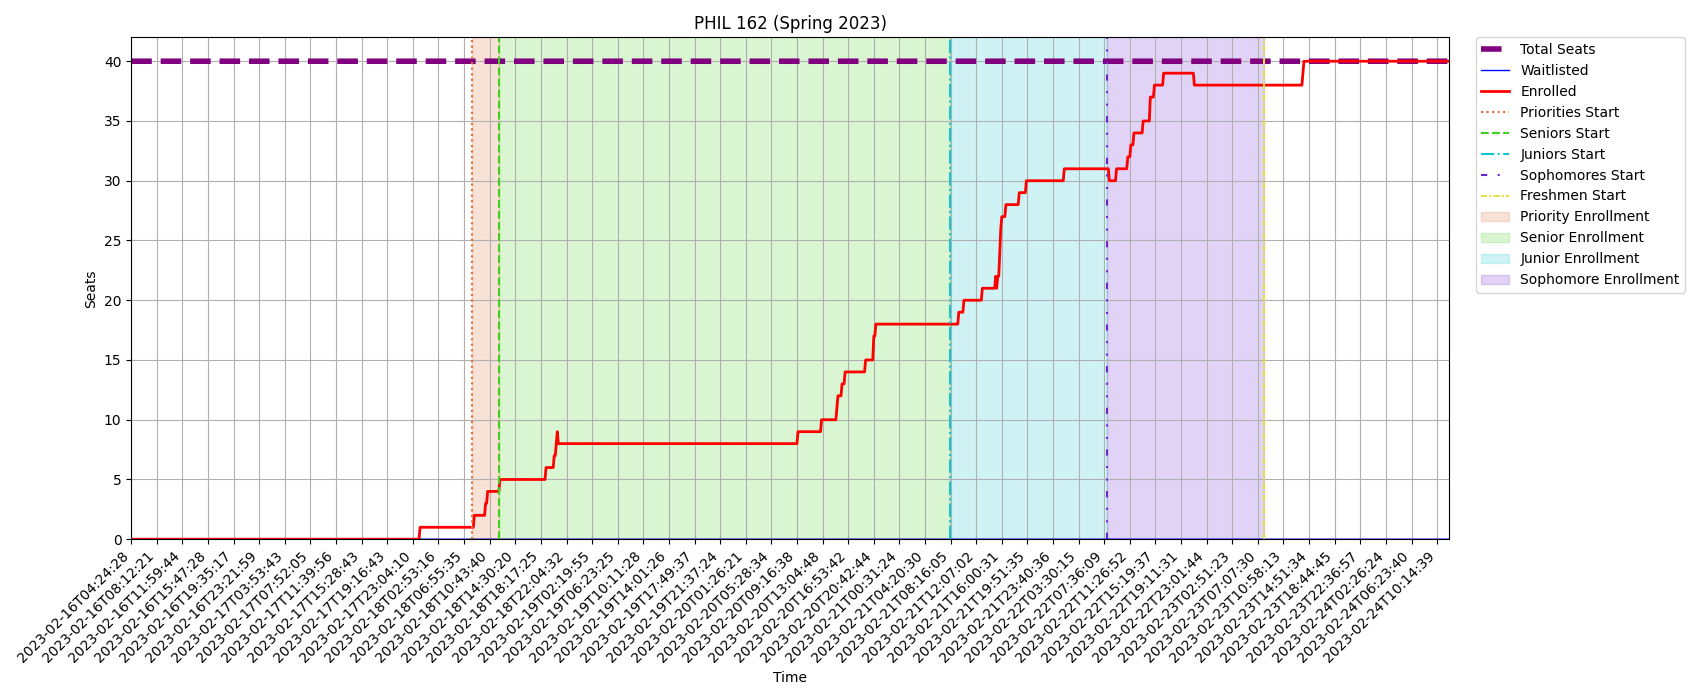 PHIL 162 (Spring 2023)
Total Seats
Waitlisted
Enrolled
Priorities Start
Seniors Start
Juniors Start
Sophomores Start
Freshmen Start
Priority Enrollment
Senior Enrollment
Junior Enrollment
Sophomore Enrollment
Seats
40
35
30
25
20
15
10
5
0
2023-02-16T04:24:28
2023-02-16T08:12:21
2023-02-16T11:59:44
2023-02-16T15:47:28
2023-02-16T19:35:17
2023-02-16T23:21:59
2023-02-17T03:53:43
2023-02-17T07:52:05
2023-02-17T11:39:56
2023-02-17T15:28:43
2023-02-17T19:16:43
2023-02-17T23:04:10
2023-02-18T02:53:16
2023-02-18T06:55:35
2023-02-18T10:43:40
2023-02-18T14:30:25
2023-02-18T18:17:25
2023-02-18T22:04:32
2023-02-19T02:19:55
2023-02-19T06:23:25
2023-02-19T10:11:28
2023-02-19T14:01:26
2023-02-19T17:49:37
2023-02-19T21:37:24
2023-02-20T01:26:21
2023-02-20T05:28:34
2023-02-20T09:16:38
2023-02-20T13:04:48
2023-02-20T16:53:42
2023-02-20T20:42:44
2023-02-21T00:31:24
2023-02-21T04:20:30
2023-02-21T08:16:05
2023-02-21T12:07:02
2023-02-21T16:00:31
2023-02-21T19:51:35
2023-02-21T23:40:36
2023-02-22T03:30:15
2023-02-22T07:36:09
2023-02-22T11:26:52
2023-02-22T15:19:37
2023-02-22T19:11:31
2023-02-22T23:01:44
2023-02-23T02:51:23
2023-02-23T07:07:30
2023-02-23T10:58:13
2023-02-23T14:51:34
2023-02-23T18:44:45
2023-02-23T22:36:57
2023-02-24T02:26:24
2023-02-24T06:23:40
2023-02-24T10:14:39
Time